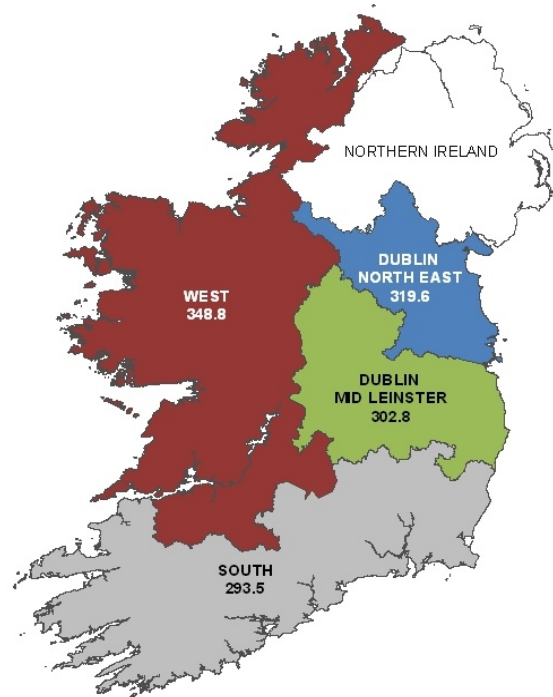 NORTHERN IRELAND
DUBLIN
NORTH EAST
319.6
WEST
348.8
DUBLIN
MID LEINSTER
302.8
SOUTH
293.5